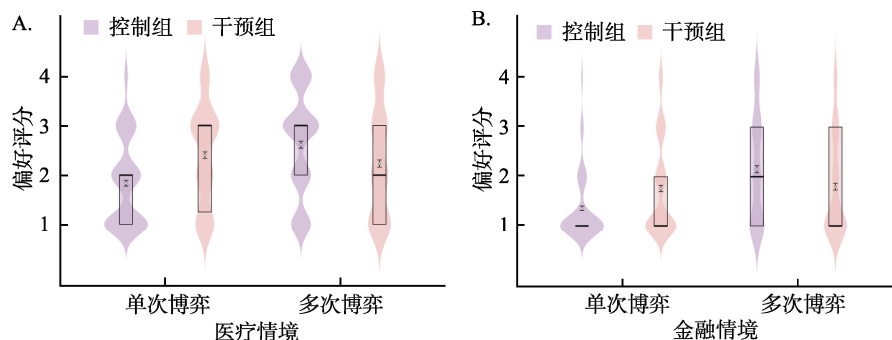 A.
控制组 干预组
4
3
2
1
偏好评分
单次博弈 多次博弈
医疗情境
B.
控制组 干预组
4
3
2
1
偏好评分
单次博弈 多次博弈
金融情境